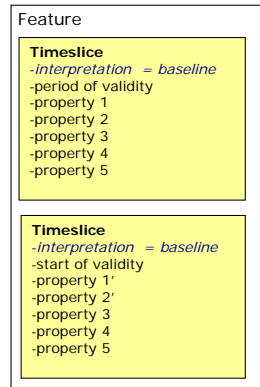 Feature
Timeslice
-interpretation = baseline
-period of validity
-property 1
-property 2
-property 3
-property 4
-property 5
Timeslice
-interpretation = baseline
-start of validity
-property 1'
-property 2'
-property 3
-property 4
-property 5